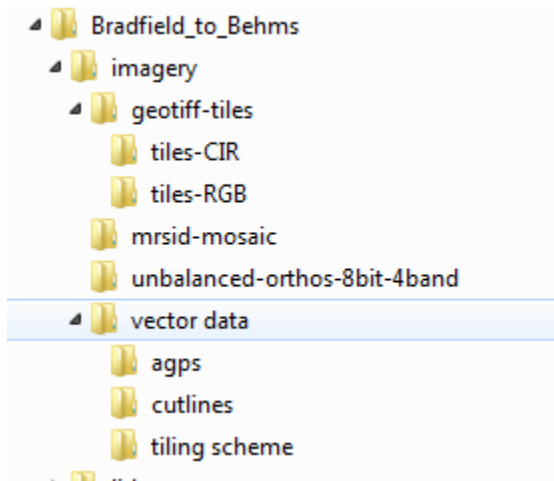 Bradfield_to_Behms
imagery
geotiff-tiles
tiles-CIR
tiles-RGB
mrsid-mosaic
unbalanced-orthos-8bit-4band
vector data
agps
cutlines
tiling scheme